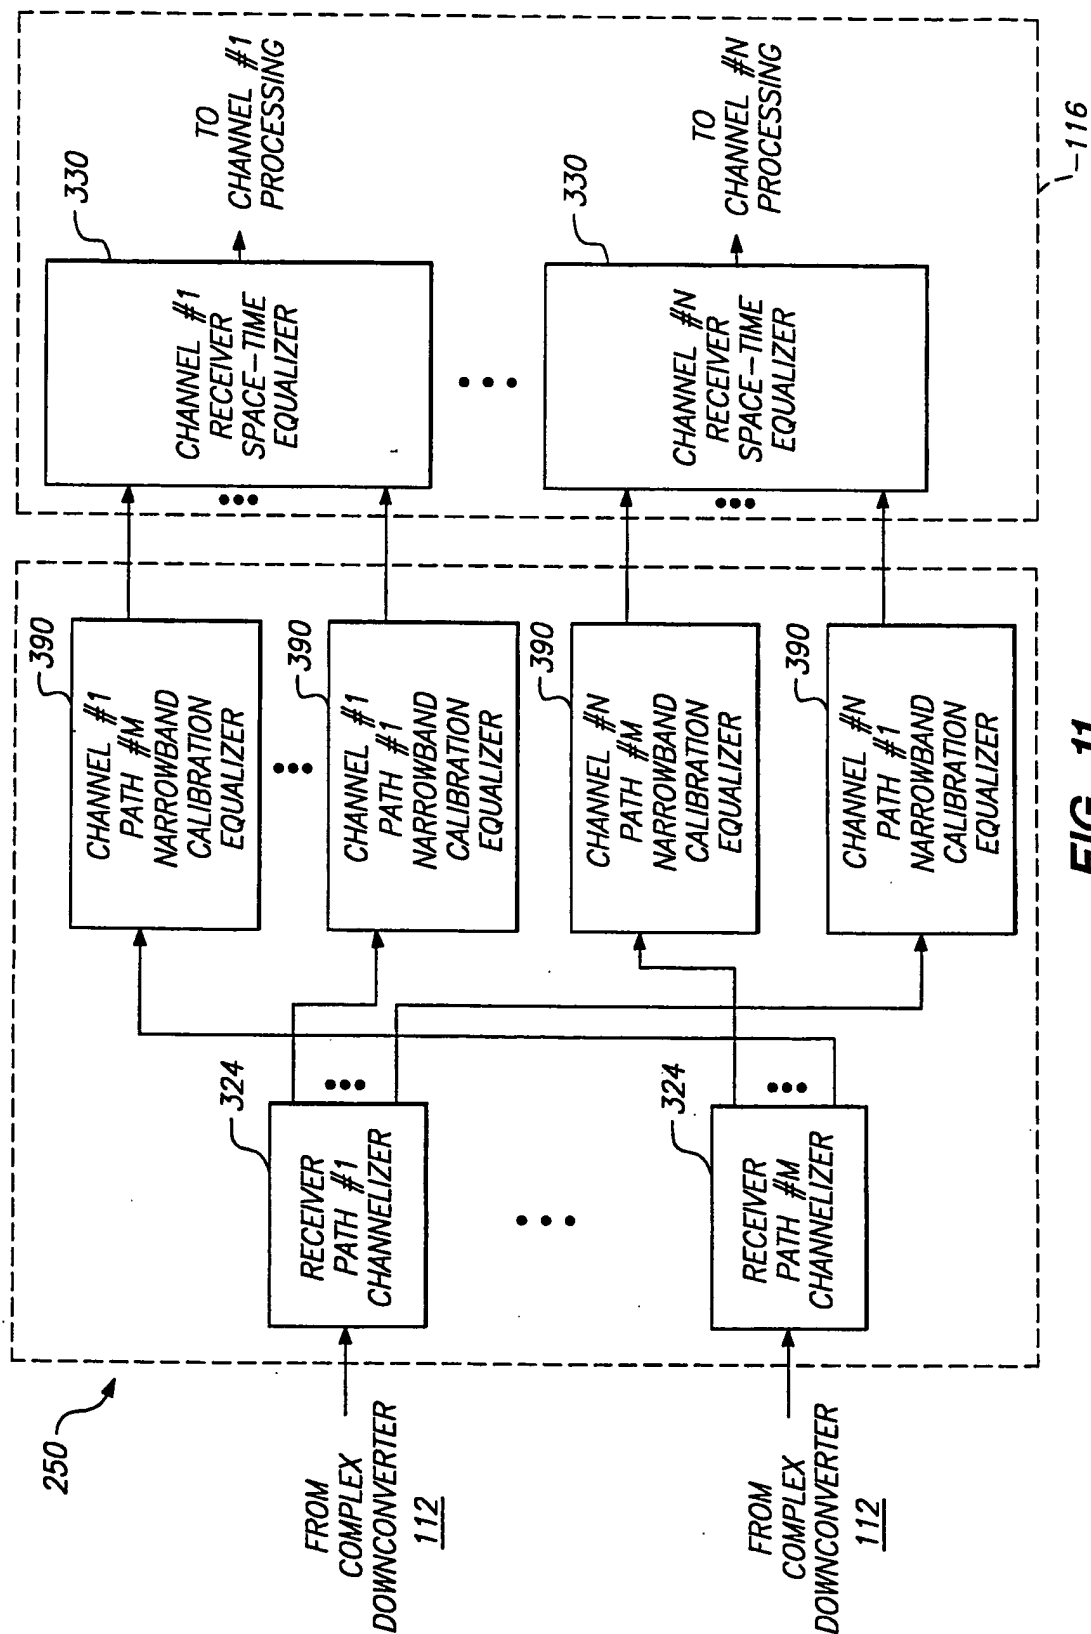 250
FROM
COMPLEX
DOWNCONVERTER
112
RECEIVER
PATH #1
CHANNELIZER
324
FROM
COMPLEX
DOWNCONVERTER
112
RECEIVER
PATH #M
CHANNELIZER
324
CHANNEL #1
PATH #M
NARROWBAND
CALIBRATION
EQUALIZER
390
CHANNEL #1
PATH #1
NARROWBAND
CALIBRATION
EQUALIZER
390
CHANNEL #N
PATH #M
NARROWBAND
CALIBRATION
EQUALIZER
390
CHANNEL #N
PATH #1
NARROWBAND
CALIBRATION
EQUALIZER
390
CHANNEL #1
RECEIVER
SPACE-TIME
EQUALIZER
330
TO
CHANNEL #1
PROCESSING
CHANNEL #N
RECEIVER
SPACE-TIME
EQUALIZER
330
TO
CHANNEL #N
PROCESSING
116
FIG. 11